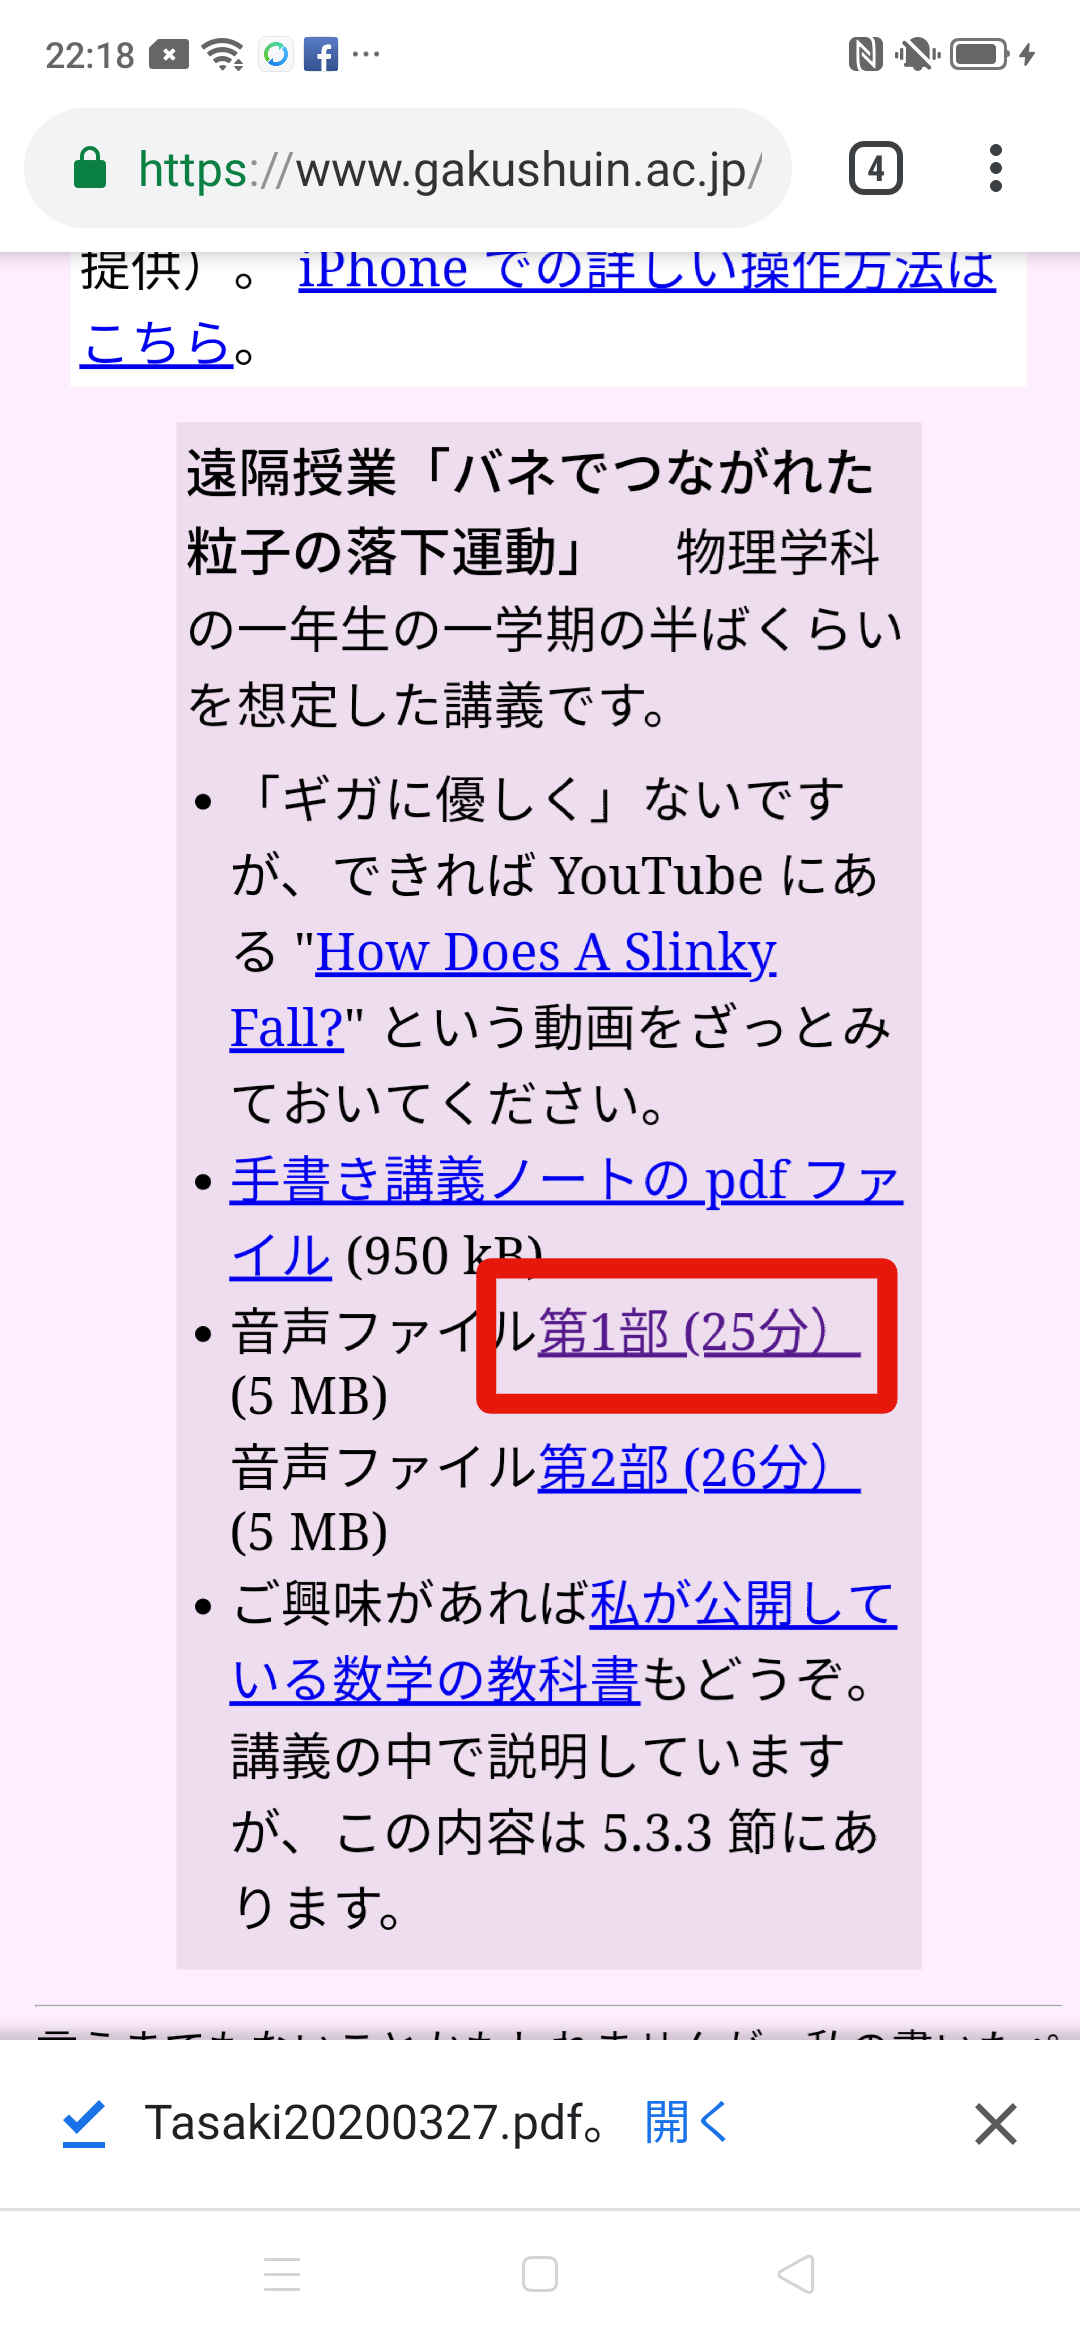 22:18
https://www.gakushuin.ac.jp/
4
提供）。 iPhone での詳しい操作方法は
こちら。
遠隔授業「バネでつながれた
粒子の落下運動」 物理学科
の一年生の一学期の半ばくらい
を想定した講義です。
• 「ギガに優しく」ないです
が、できれば YouTube にあ
る "How Does A Slinky
Fall?" という動画をざっとみ
ておいてください。
• 手書き講義ノートの pdf ファ
イル (950 kB)
• 音声ファイル第1部 (25分）
(5 MB)
音声ファイル第2部 (26分）
(5 MB)
• ご興味があれば私が公開して
いる数学の教科書もどうぞ。
講義の中で説明しています
が、この内容は 5.3.3 節にあ
ります。
Tasaki20200327.pdf。 開く